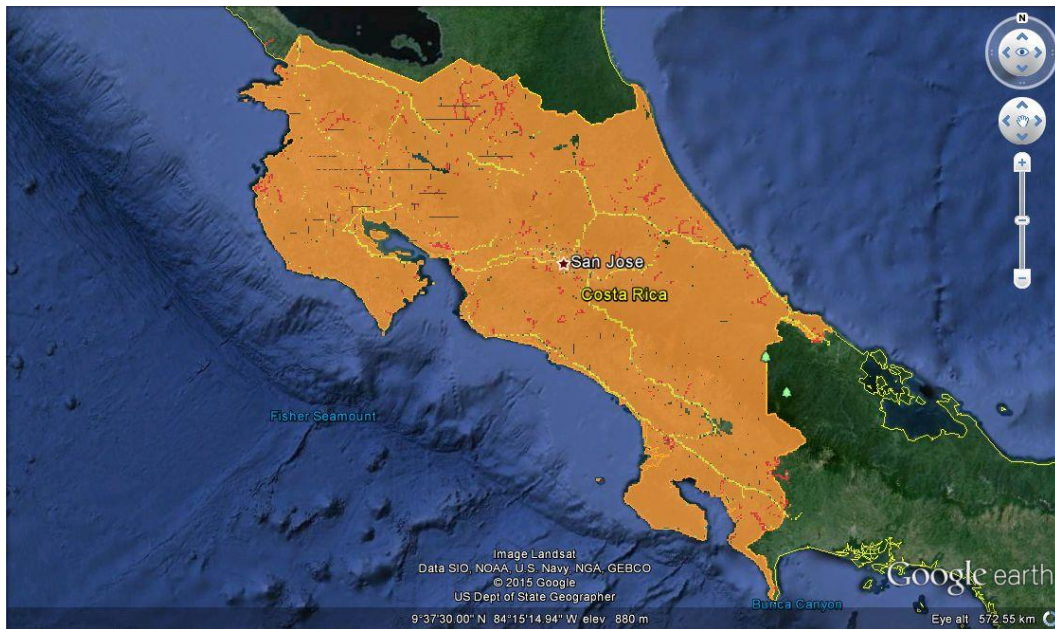 N
San Jose
Costa Rica
Fisher Seamount
Image Landsat
Data SIO, NOAA, U.S. Navy, NGA, GEBCO
© 2015 Google
US Dept of State Geographer
Burica Canyon
Google earth
9°37'30.00" N 84°15'14.94" W elev 880 m
Eye alt 572.55 km